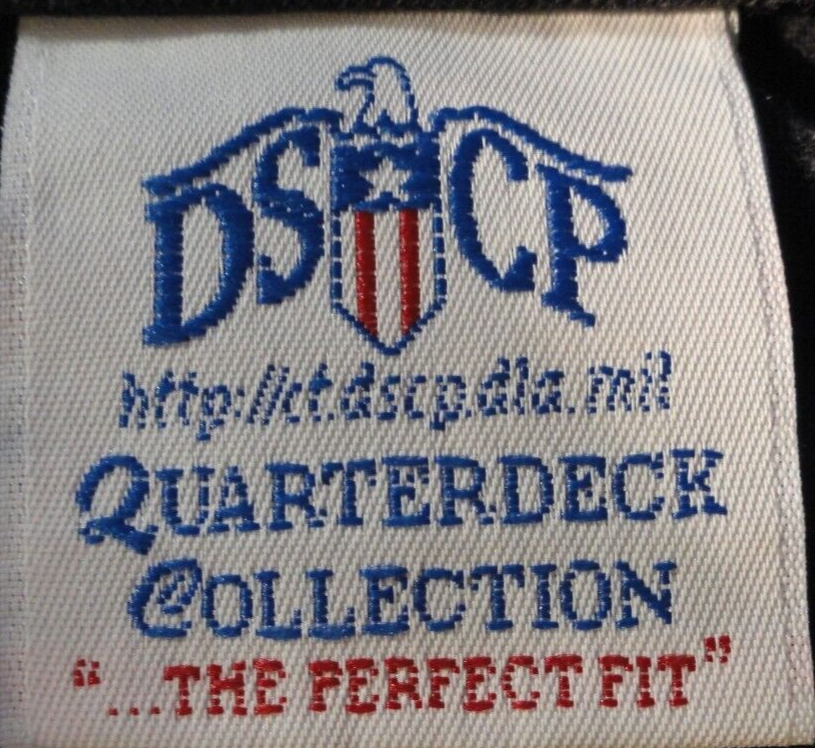 DSCP
http://ct.dscp.dla.mil
QUARTERDECK
COLLECTION
“...THE PERFECT FIT”